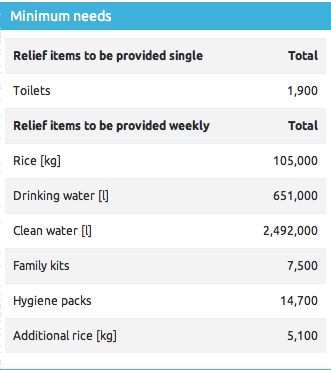 Minimum needs
Relief items to be provided single Total
Toilets 1,900
Relief items to be provided weekly Total
Rice [kg] 105,000
Drinking water [l] 651,000
Clean water [l] 2,492,000
Family kits 7,500
Hygiene packs 14,700
Additional rice [kg] 5,100